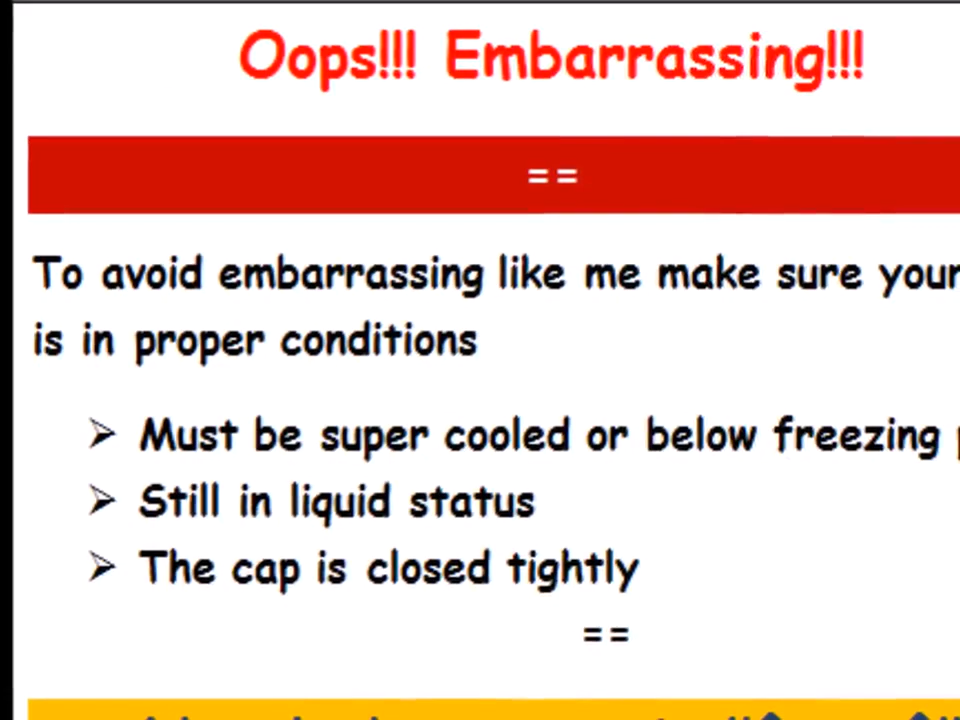 Oops!!! Embarrassing!!!
==
To avoid embarrassing like me make sure your
is in proper conditions
➢ Must be super cooled or below freezing
➢ Still in liquid status
➢ The cap is closed tightly
==